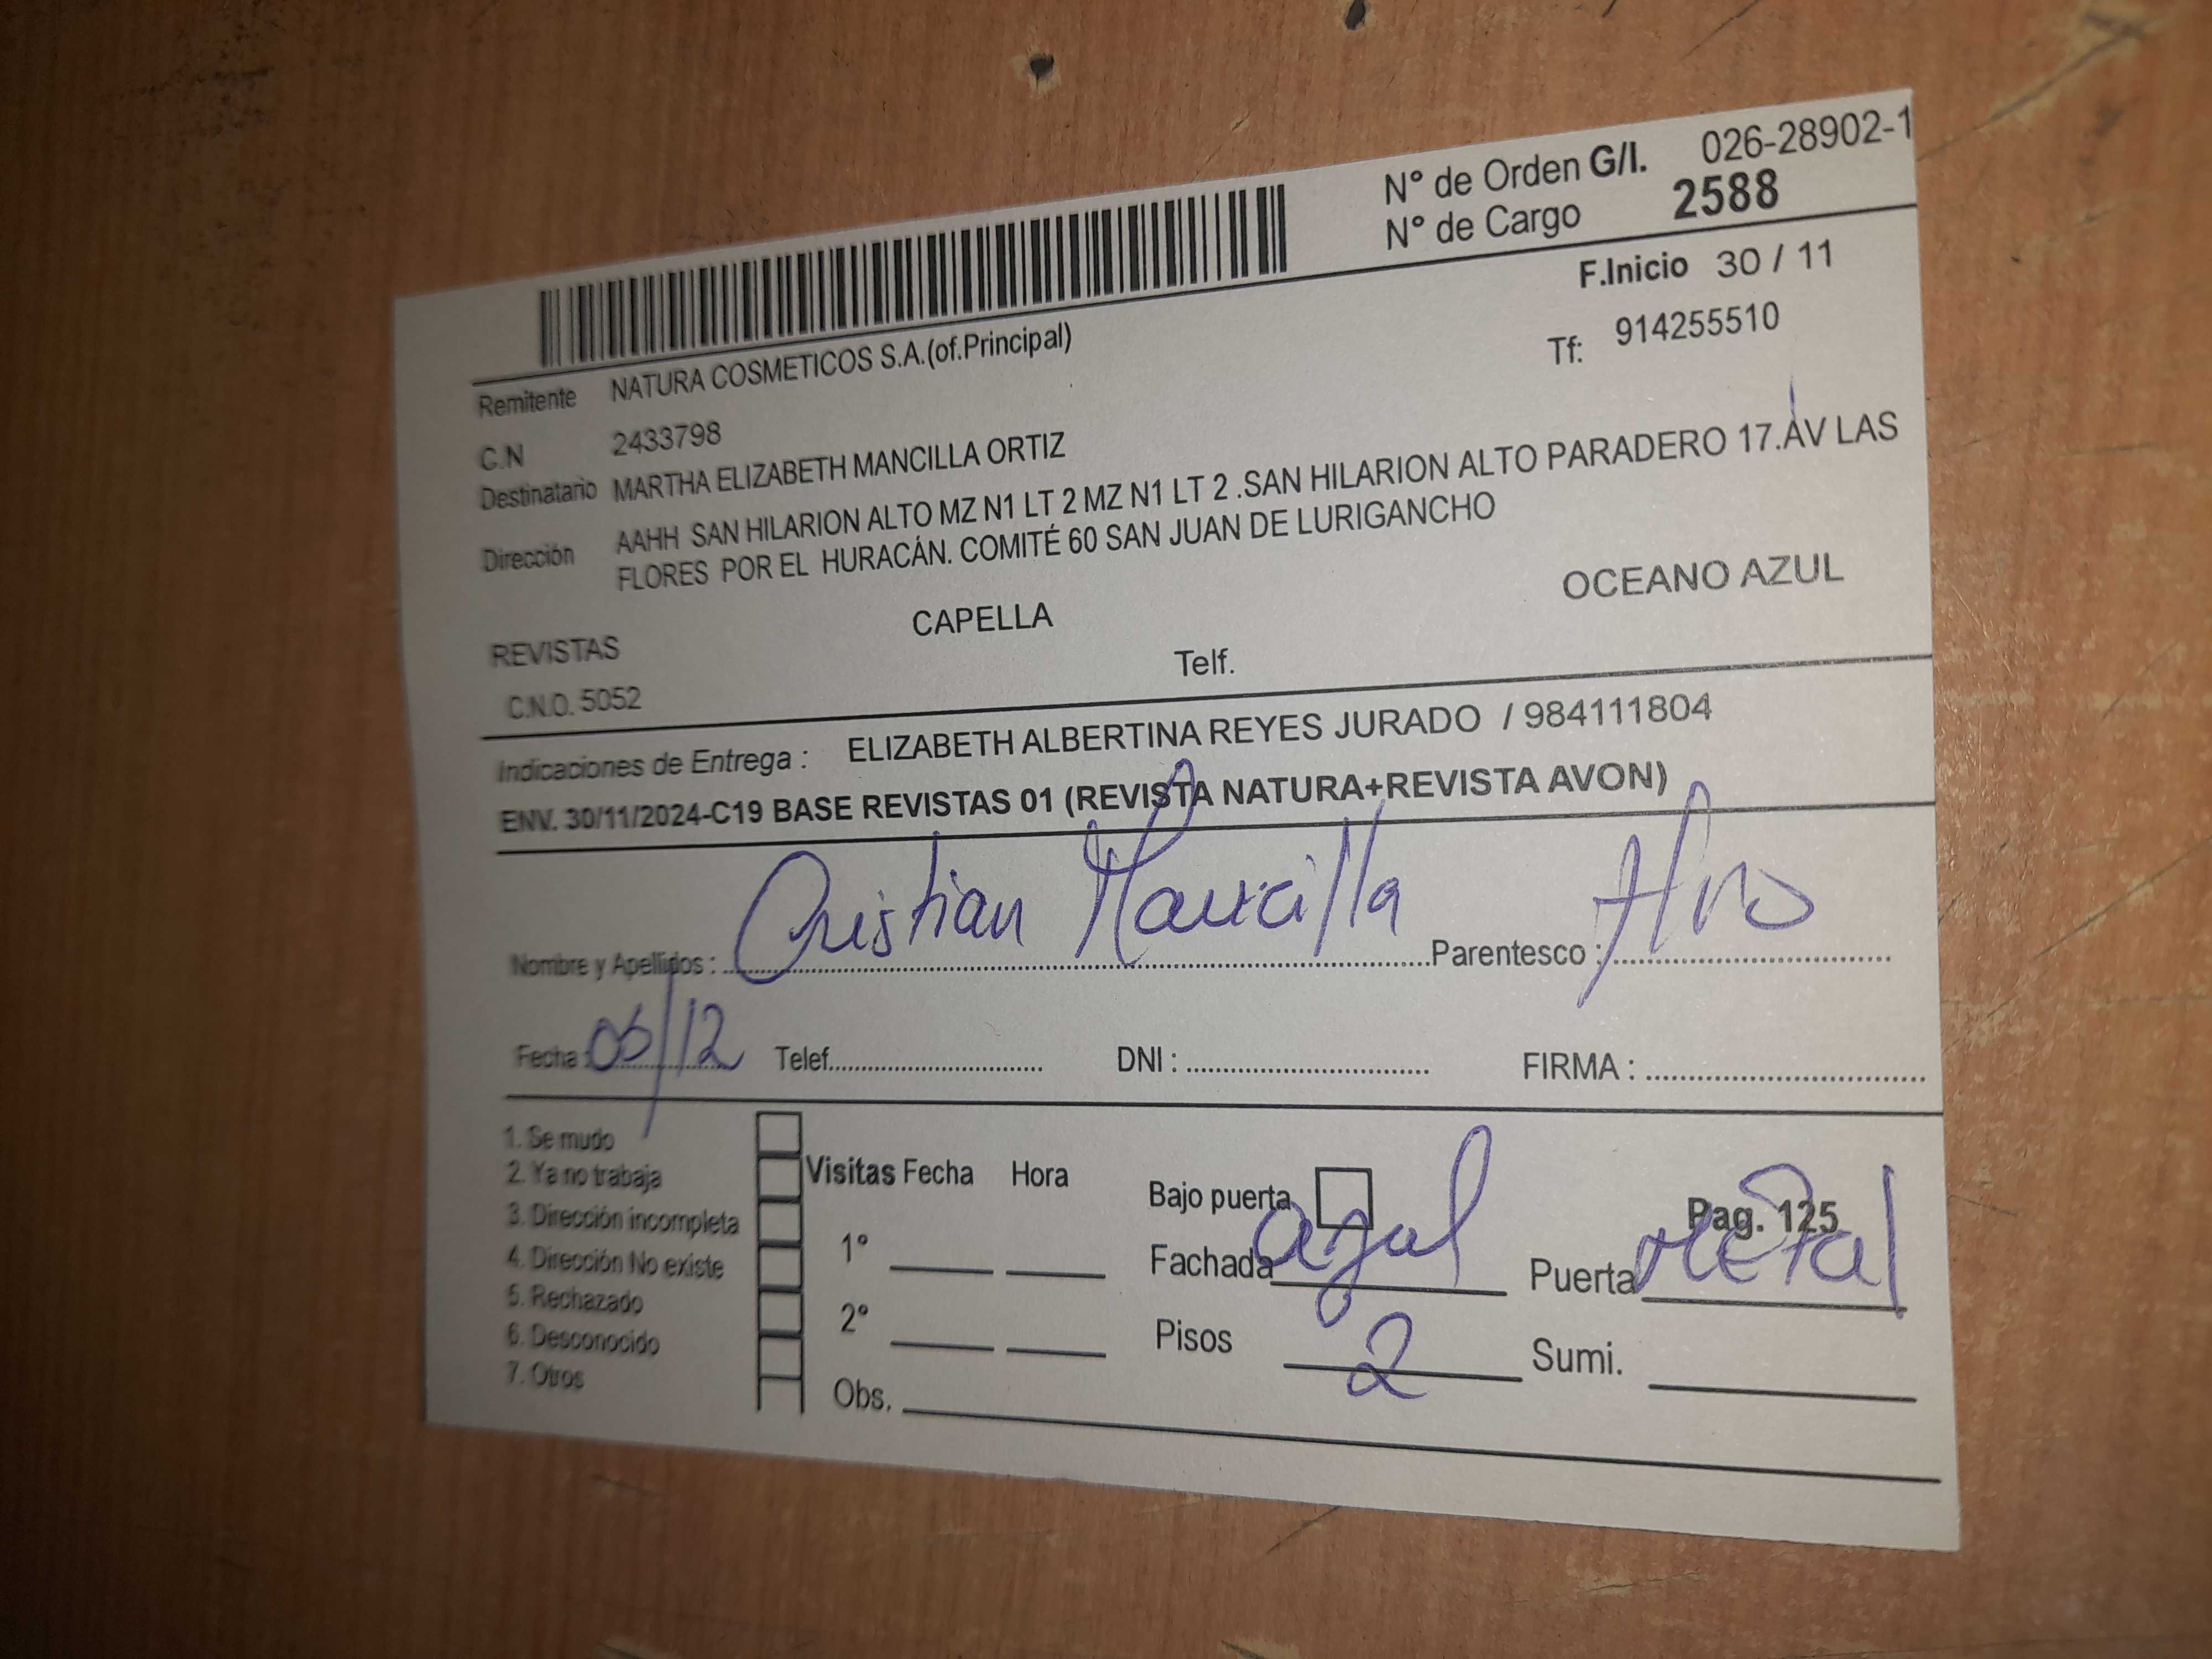 N° de Orden G/I. 026-28902-1
N° de Cargo 2588
F.Inicio 30 / 11
Remitente NATURA COSMETICOS S.A.(of.Principal)
Tf: 914255510
C.N 2433798
Destinatario MARTHA ELIZABETH MANCILLA ORTIZ
Dirección AAHH SAN HILARION ALTO MZ N1 LT 2 MZ N1 LT 2 .SAN HILARION ALTO PARADERO 17.AV LAS
FLORES POR EL HURACÁN. COMITÉ 60 SAN JUAN DE LURIGANCHO
REVISTAS CAPELLA OCEANO AZUL
C.N.O. 5052 Telf.
Indicaciones de Entrega : ELIZABETH ALBERTINA REYES JURADO / 984111804
ENV. 30/11/2024-C19 BASE REVISTAS 01 (REVISTA NATURA+REVISTA AVON)
Nombre y Apellidos : Cristian Mancilla Parentesco :
Fecha : 06/12 Telef. DNI : FIRMA :
1. Se mudo
2. Ya no trabaja
3. Dirección incompleta
4. Dirección No existe
5. Rechazado
6. Desconocido
7. Otros
Visitas Fecha Hora
1°
2°
Obs.
Bajo puerta Pag. 125
Fachada azul Puerta Metal
Pisos 2 Sumi.